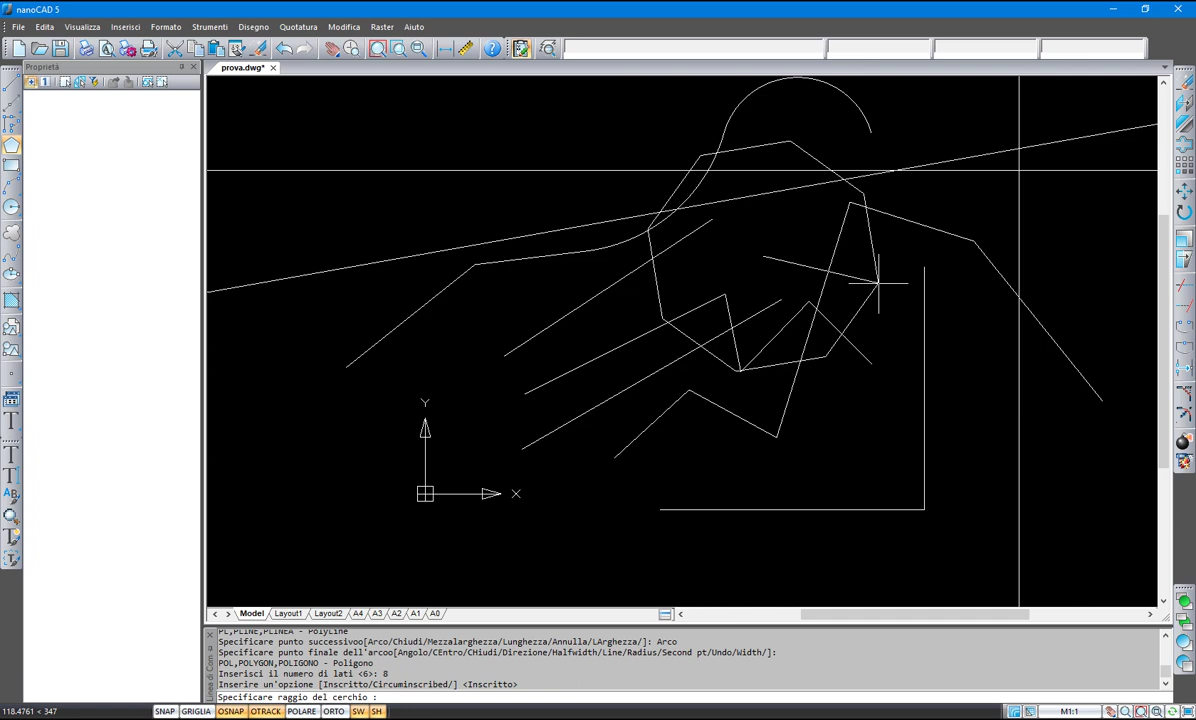 nanoCAD 5
File Edita Visualizza Inserisci Formato Strumenti Disegno Quotatura Modifica Raster Aiuto
Proprietà
prova.dwg*
Y
X
Model Layout1 Layout2 A4 A3 A2 A1 A0
PL,PLINE,PLINEA - PolyLine
Specificare punto successivoo[Arco/Chiudi/Mezzalarghezza/Lunghezza/Annulla/LArghezza/]: Arco
Specificare punto finale dell'arcoo[Angolo/CEntro/CHiudi/Direzione/Halfwidth/Line/Radius/Second pt/Undo/Width/]:
POL,POLYGON,POLIGONO - Poligono
Inserisci il numero di lati <6>: 8
Inserire un'opzione [Inscritto/Circuminscribed/] <Inscritto>
Specificare raggio del cerchio :
118.4761 < 347 SNAP GRIGLIA OSNAP OTRACK POLARE ORTO SW SH M1:1